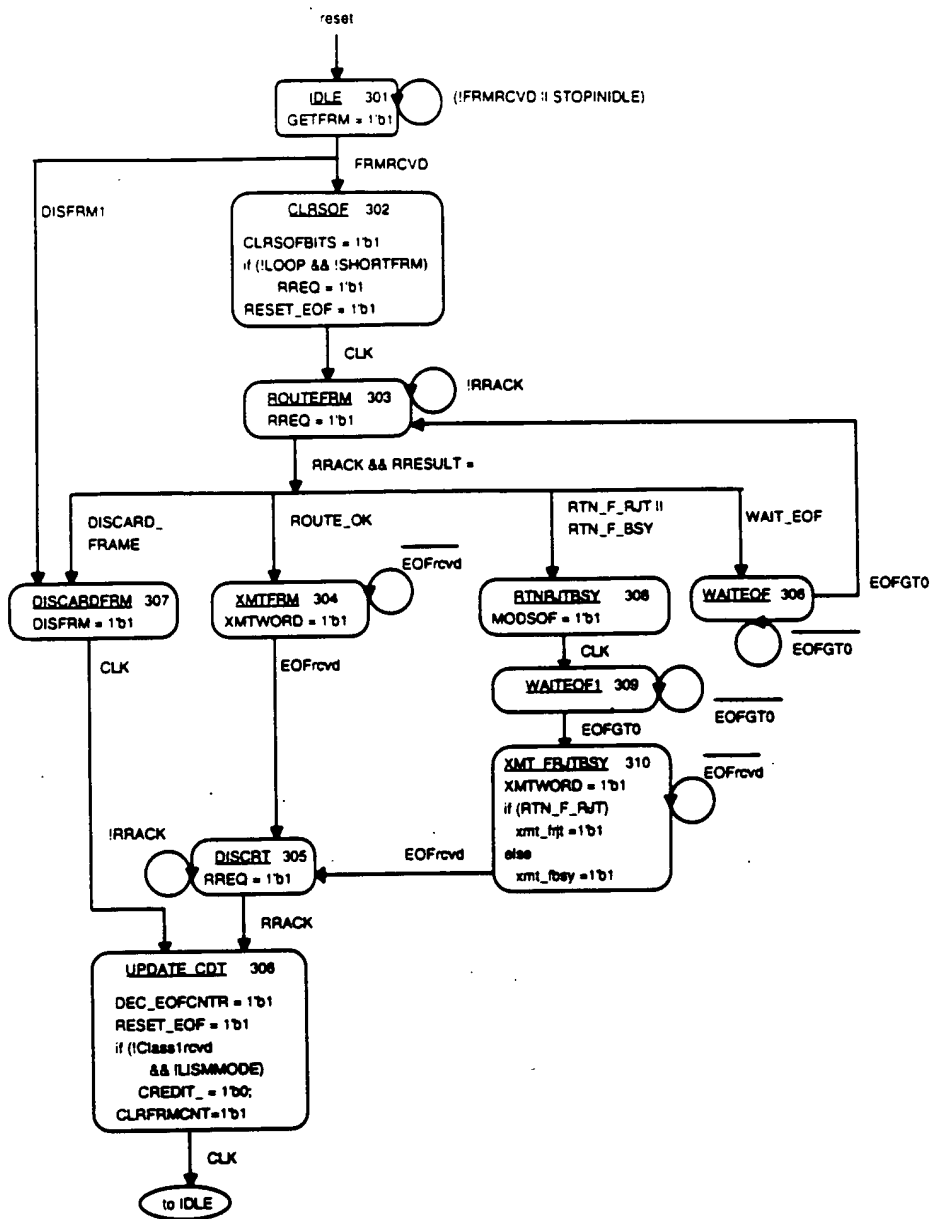 reset
IDLE 301
GETFRM = 1'b1
(!FRMRCVD || STOPINIDLE)
FRMRCVD
DISFRM1
CLRSOF 302
CLRSOFBITS = 1'b1
if (!LOOP && !SHORTFRM)
RREQ = 1'b1
RESET_EOF = 1'b1
CLK
ROUTEFRM 303
RREQ = 1'b1
!RRACK
RRACK && RRESULT =
DISCARD_
FRAME
ROUTE_OK
RTN_F_RJT ||
RTN_F_BSY
WAIT_EOF
EOFGT0
DISCARDFRM 307
DISFRM = 1'b1
XMTFRM 304
XMTWORD = 1'b1
EOFrcvd
RTNRJTBSY 308
MODSOF = 1'b1
WAITEOF 306
EOFGT0
CLK
EOFrcvd
CLK
WAITEOF1 309
EOFGT0
EOFGT0
XMT_FRJTBSY 310
XMTWORD = 1'b1
if (RTN_F_RJT)
xmt_frjt =1'b1
else
xmt_fbsy =1'b1
EOFrcvd
!RRACK
DISCRT 305
RREQ = 1'b1
EOFrcvd
RRACK
UPDATE_CDT 306
DEC_EOFCNTR = 1'b1
RESET_EOF = 1'b1
if (!Class1rcvd
&& !LISMMODE)
CREDIT_ = 1'b0;
CLRFRMCNT=1'b1
CLK
to IDLE